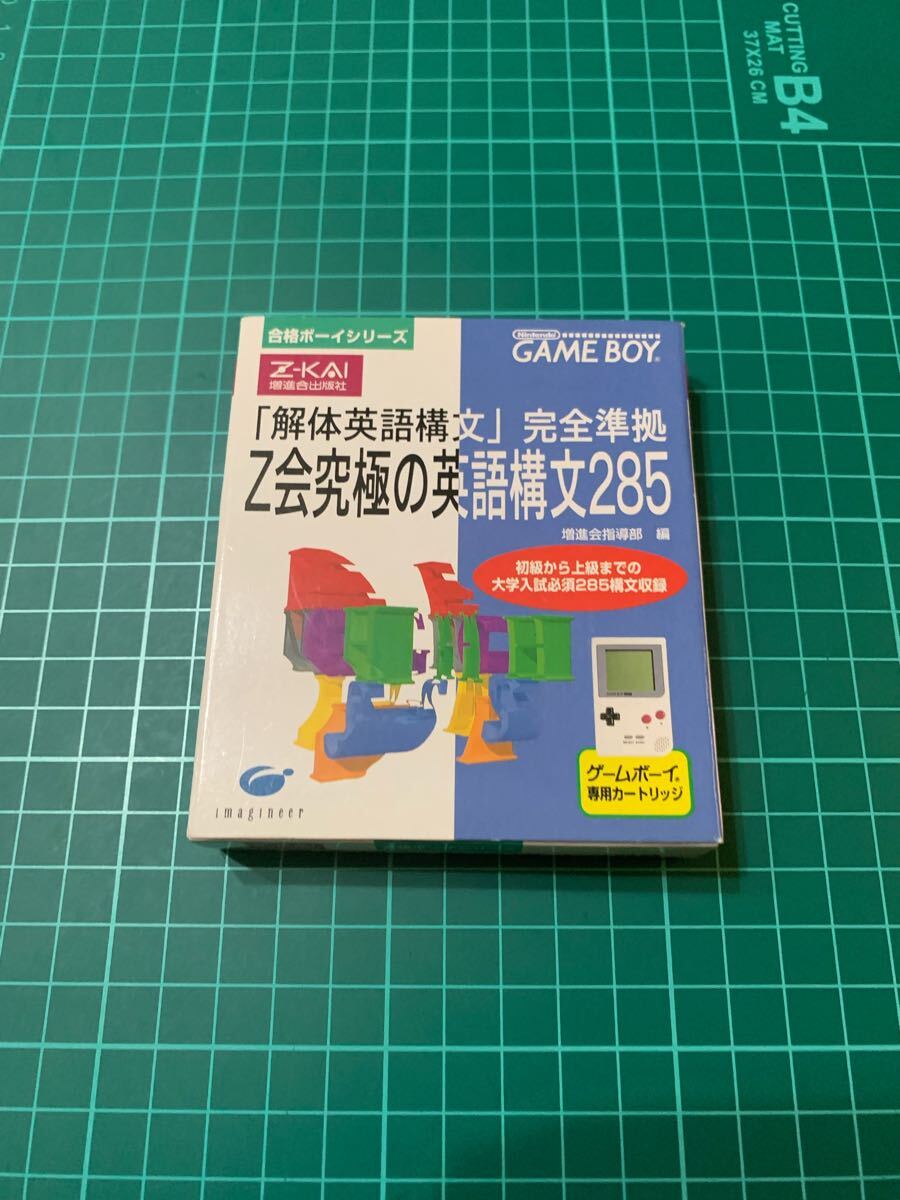 CUTTING
MAT
37X26CM
B4
合格ボーイシリーズ
Z-KAI
増進会出版社
Nintendo
GAME BOY
「解体英語構文」完全準拠
Z会究極の英語構文285
増進会指導部 編
初級から上級までの
大学入試必須285構文収録
ゲームボーイ®
専用カートリッジ
imagineer